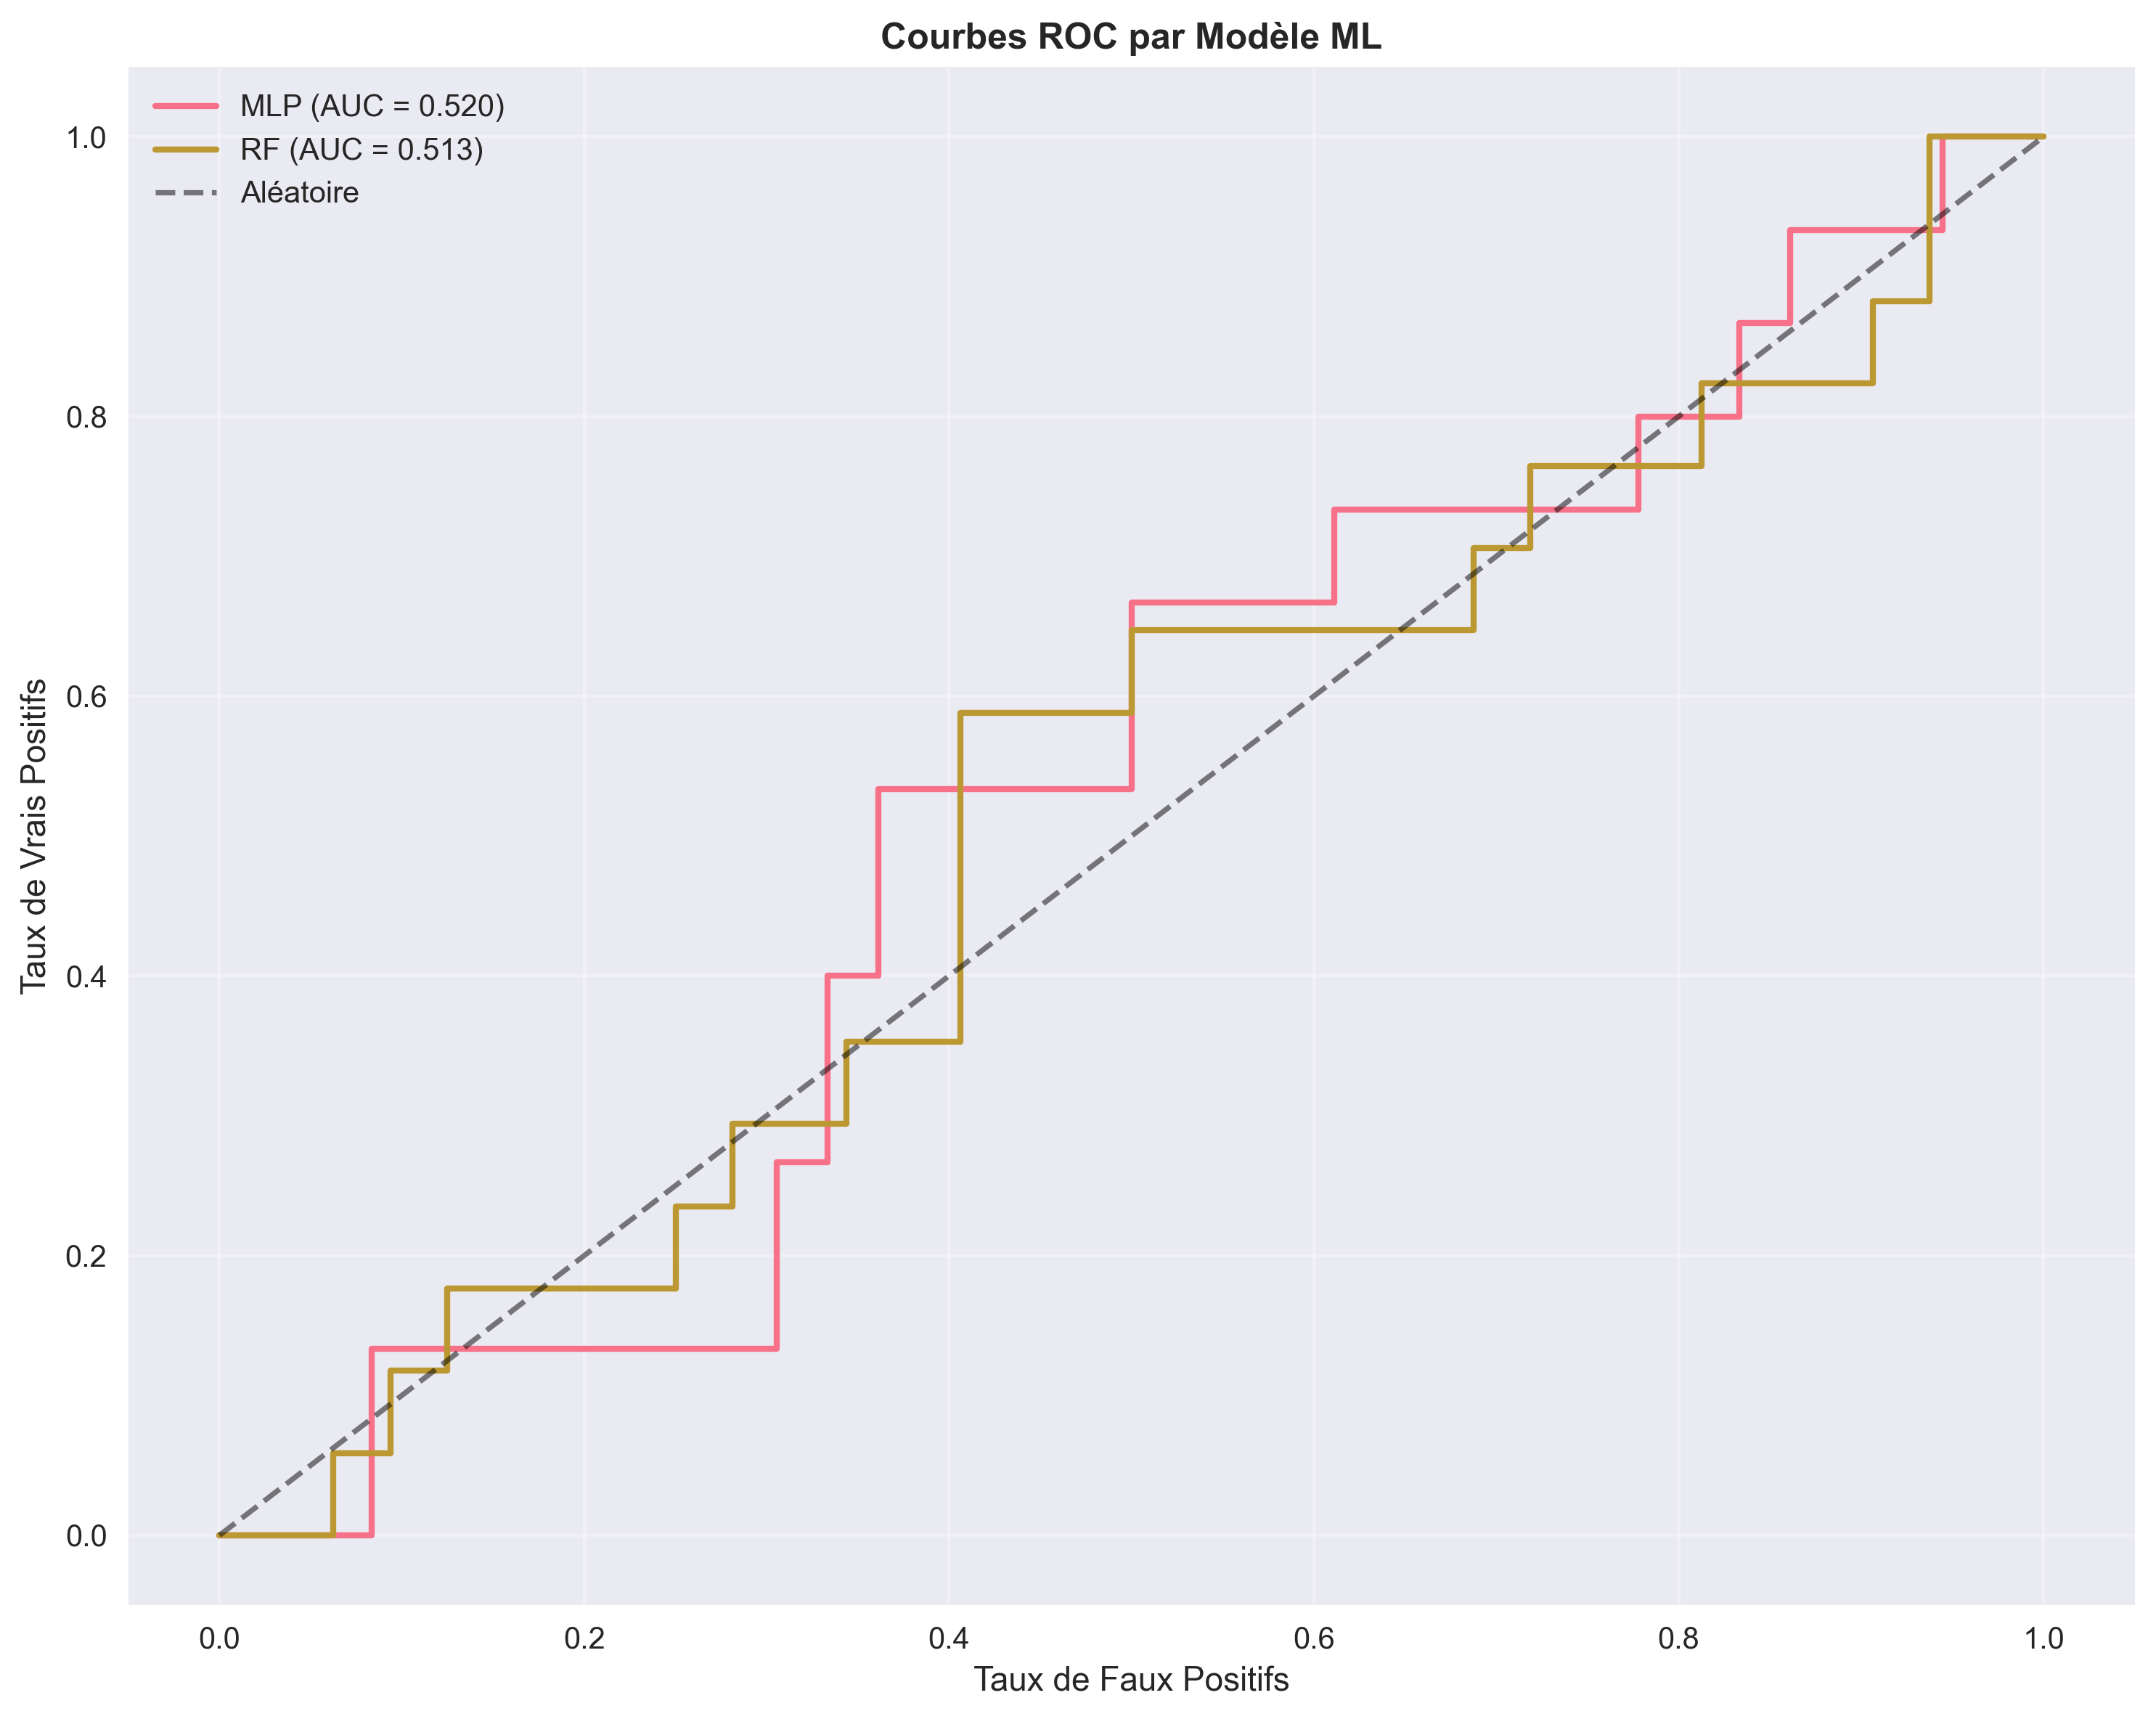 Courbes ROC par Modèle ML
MLP (AUC = 0.520)
RF (AUC = 0.513)
Aléatoire
Taux de Vrais Positifs
1.0
0.8
0.6
0.4
0.2
0.0
0.0 0.2 0.4 0.6 0.8 1.0
Taux de Faux Positifs